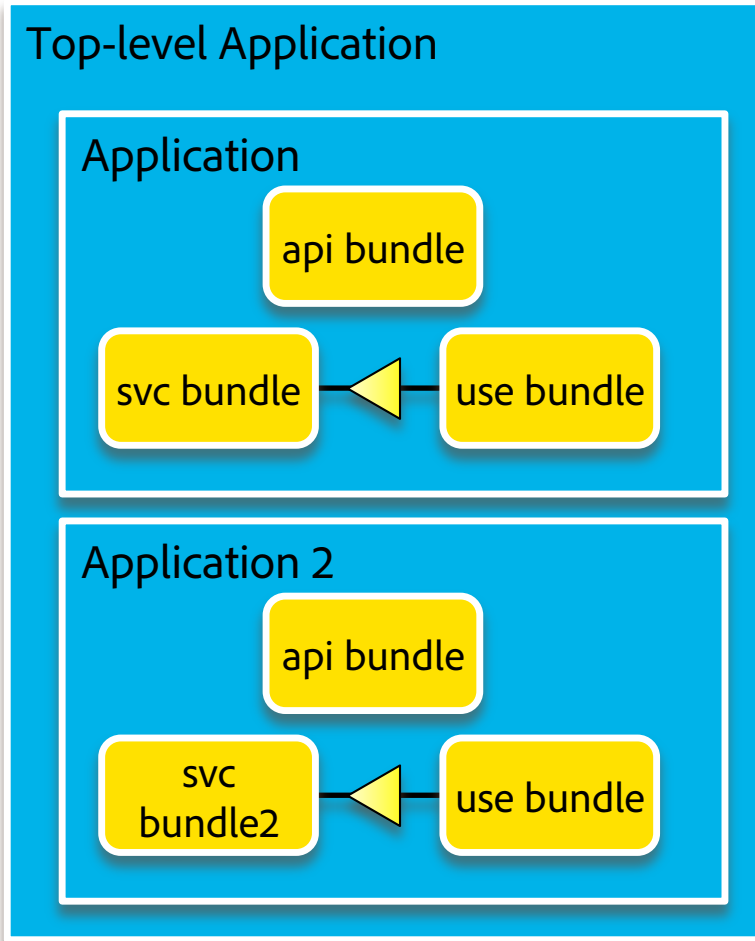 Top-level Application
Application
api bundle
svc bundle
use bundle
Application 2
api bundle
svc
bundle2
use bundle